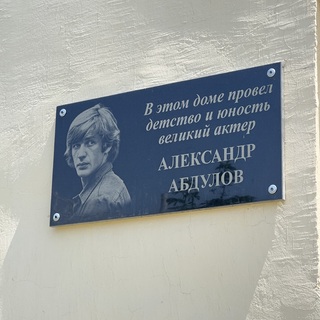 В этом доме провел
детство и юность
великий актер
АЛЕКСАНДР
АБДУЛОВ